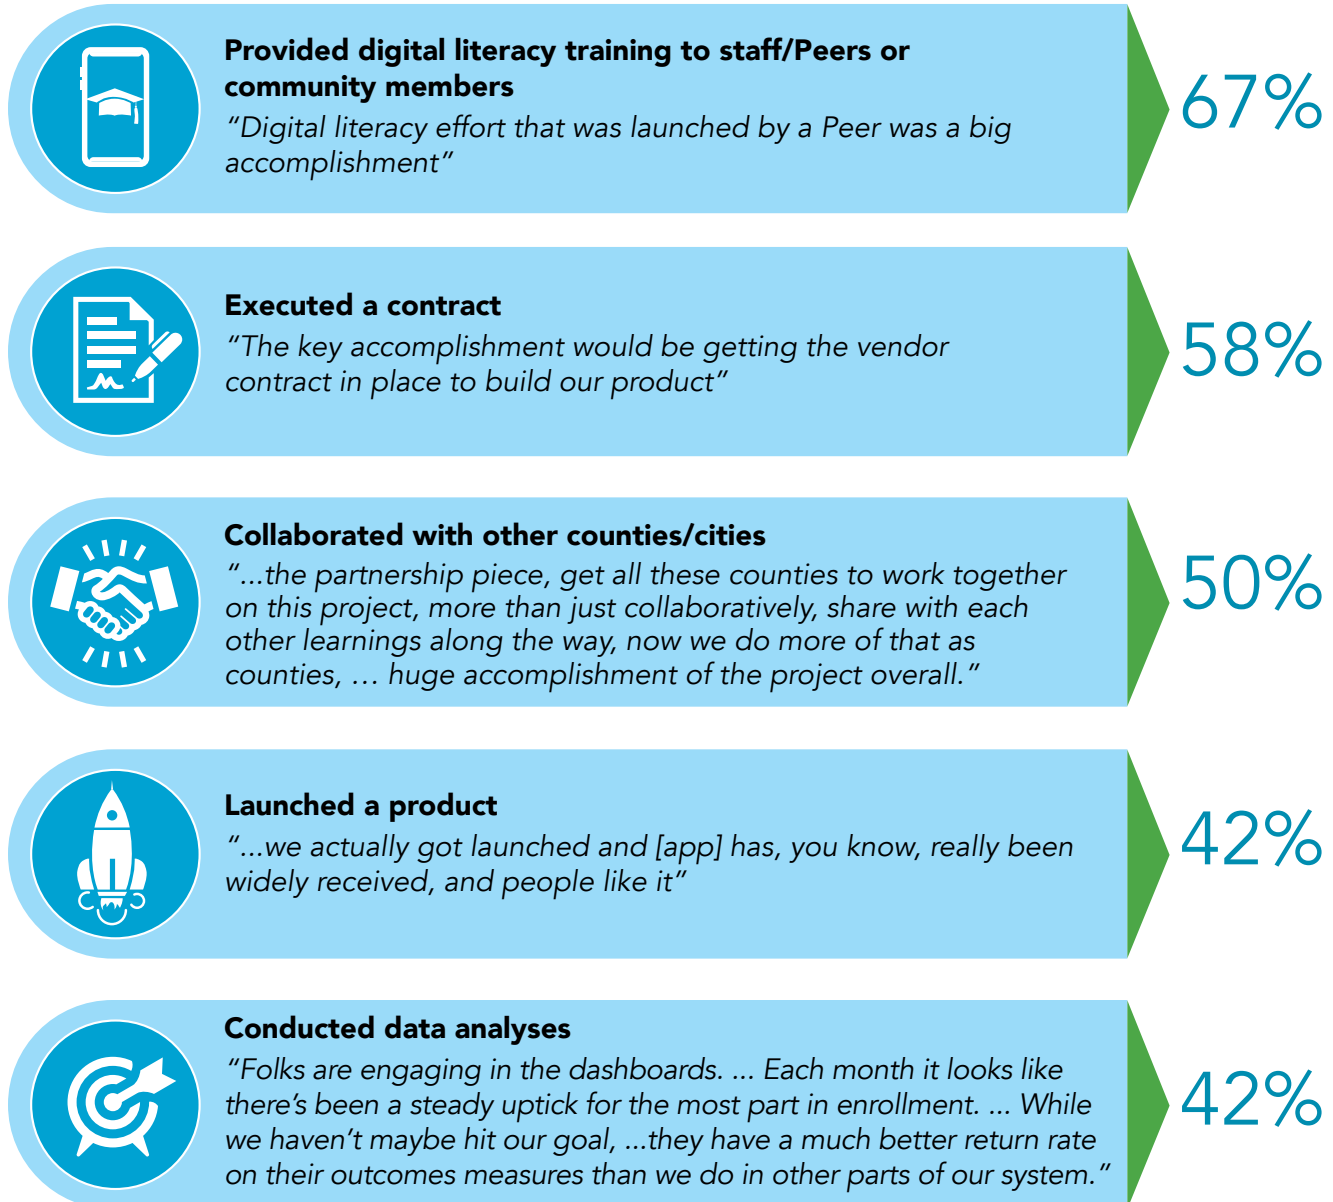 Provided digital literacy training to staff/Peers or
community members
“Digital literacy effort that was launched by a Peer was a big
accomplishment”
67%
Executed a contract
“The key accomplishment would be getting the vendor
contract in place to build our product”
58%
Collaborated with other counties/cities
“...the partnership piece, get all these counties to work together
on this project, more than just collaboratively, share with each
other learnings along the way, now we do more of that as
counties, … huge accomplishment of the project overall.”
50%
Launched a product
“...we actually got launched and [app] has, you know, really been
widely received, and people like it”
42%
Conducted data analyses
“Folks are engaging in the dashboards. ... Each month it looks like
there’s been a steady uptick for the most part in enrollment. ... While
we haven’t maybe hit our goal, ...they have a much better return rate
on their outcomes measures than we do in other parts of our system.”
42%